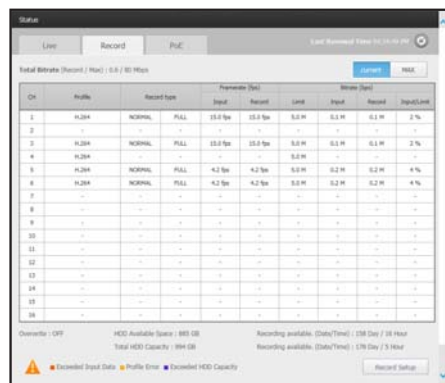 Status
Live Record PoE
Last Renewed Time
Total Bitrate (Record / Max) : 0.6 / 80 Mbps
Current MAX
CH Profile Record type Framerate (fps) Bitrate (bps)
Input Record Limit Input Record Input/Limit
1 H.264 NORMAL FULL 15.0 fps 15.0 fps 5.0 M 0.1 M 0.1 M 2 %
2 - - - - - - - - -
3 H.264 NORMAL FULL 15.0 fps 15.0 fps 5.0 M 0.1 M 0.1 M 2 %
4 H.264 - - - - 5.0 M - - -
5 H.264 NORMAL FULL 4.2 fps 4.2 fps 5.0 M 0.2 M 0.2 M 4 %
6 H.264 NORMAL FULL 4.2 fps 4.2 fps 5.0 M 0.2 M 0.2 M 4 %
7 - - - - - - - - -
8 - - - - - - - - -
9 - - - - - - - - -
10 - - - - - - - - -
11 - - - - - - - - -
12 - - - - - - - - -
13 - - - - - - - - -
14 - - - - - - - - -
15 - - - - - - - - -
16 - - - - - - - - -
Overwrite : OFF HDD Available Space : 885 GB Recording available. (Date/Time) : 158 Day / 16 Hour
Total HDD Capacity : 994 GB Recording available. (Date/Time) : 178 Day / 5 Hour
Exceeded Input Data Profile Error Exceeded HDD Capacity
Record Setup